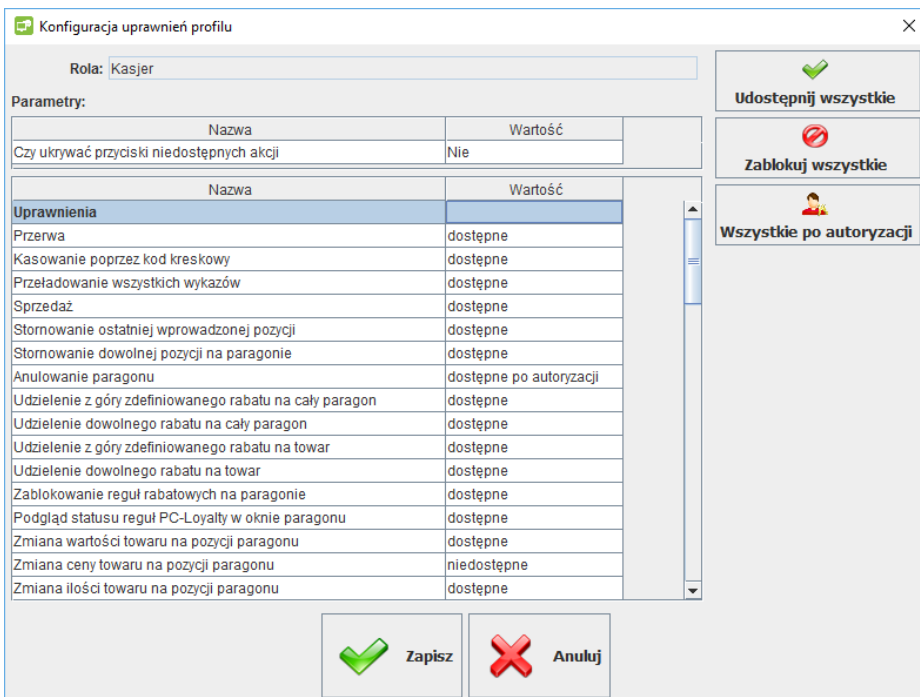 Konfiguracja uprawnień profilu
Rola: Kasjer
Parametry:
Nazwa Wartość
Czy ukrywać przyciski niedostępnych akcji Nie
Nazwa Wartość
Uprawnienia
Przerwa dostępne
Kasowanie poprzez kod kreskowy dostępne
Przeładowanie wszystkich wykazów dostępne
Sprzedaż dostępne
Stornowanie ostatniej wprowadzonej pozycji dostępne
Stornowanie dowolnej pozycji na paragonie dostępne
Anulowanie paragonu dostępne po autoryzacji
Udzielenie z góry zdefiniowanego rabatu na cały paragon dostępne
Udzielenie dowolnego rabatu na cały paragon dostępne
Udzielenie z góry zdefiniowanego rabatu na towar dostępne
Udzielenie dowolnego rabatu na towar dostępne
Zablokowanie reguł rabatowych na paragonie dostępne
Podgląd statusu reguł PC-Loyalty w oknie paragonu dostępne
Zmiana wartości towaru na pozycji paragonu dostępne
Zmiana ceny towaru na pozycji paragonu niedostępne
Zmiana ilości towaru na pozycji paragonu dostępne
Udostępnij wszystkie
Zablokuj wszystkie
Wszystkie po autoryzacji
Zapisz Anuluj